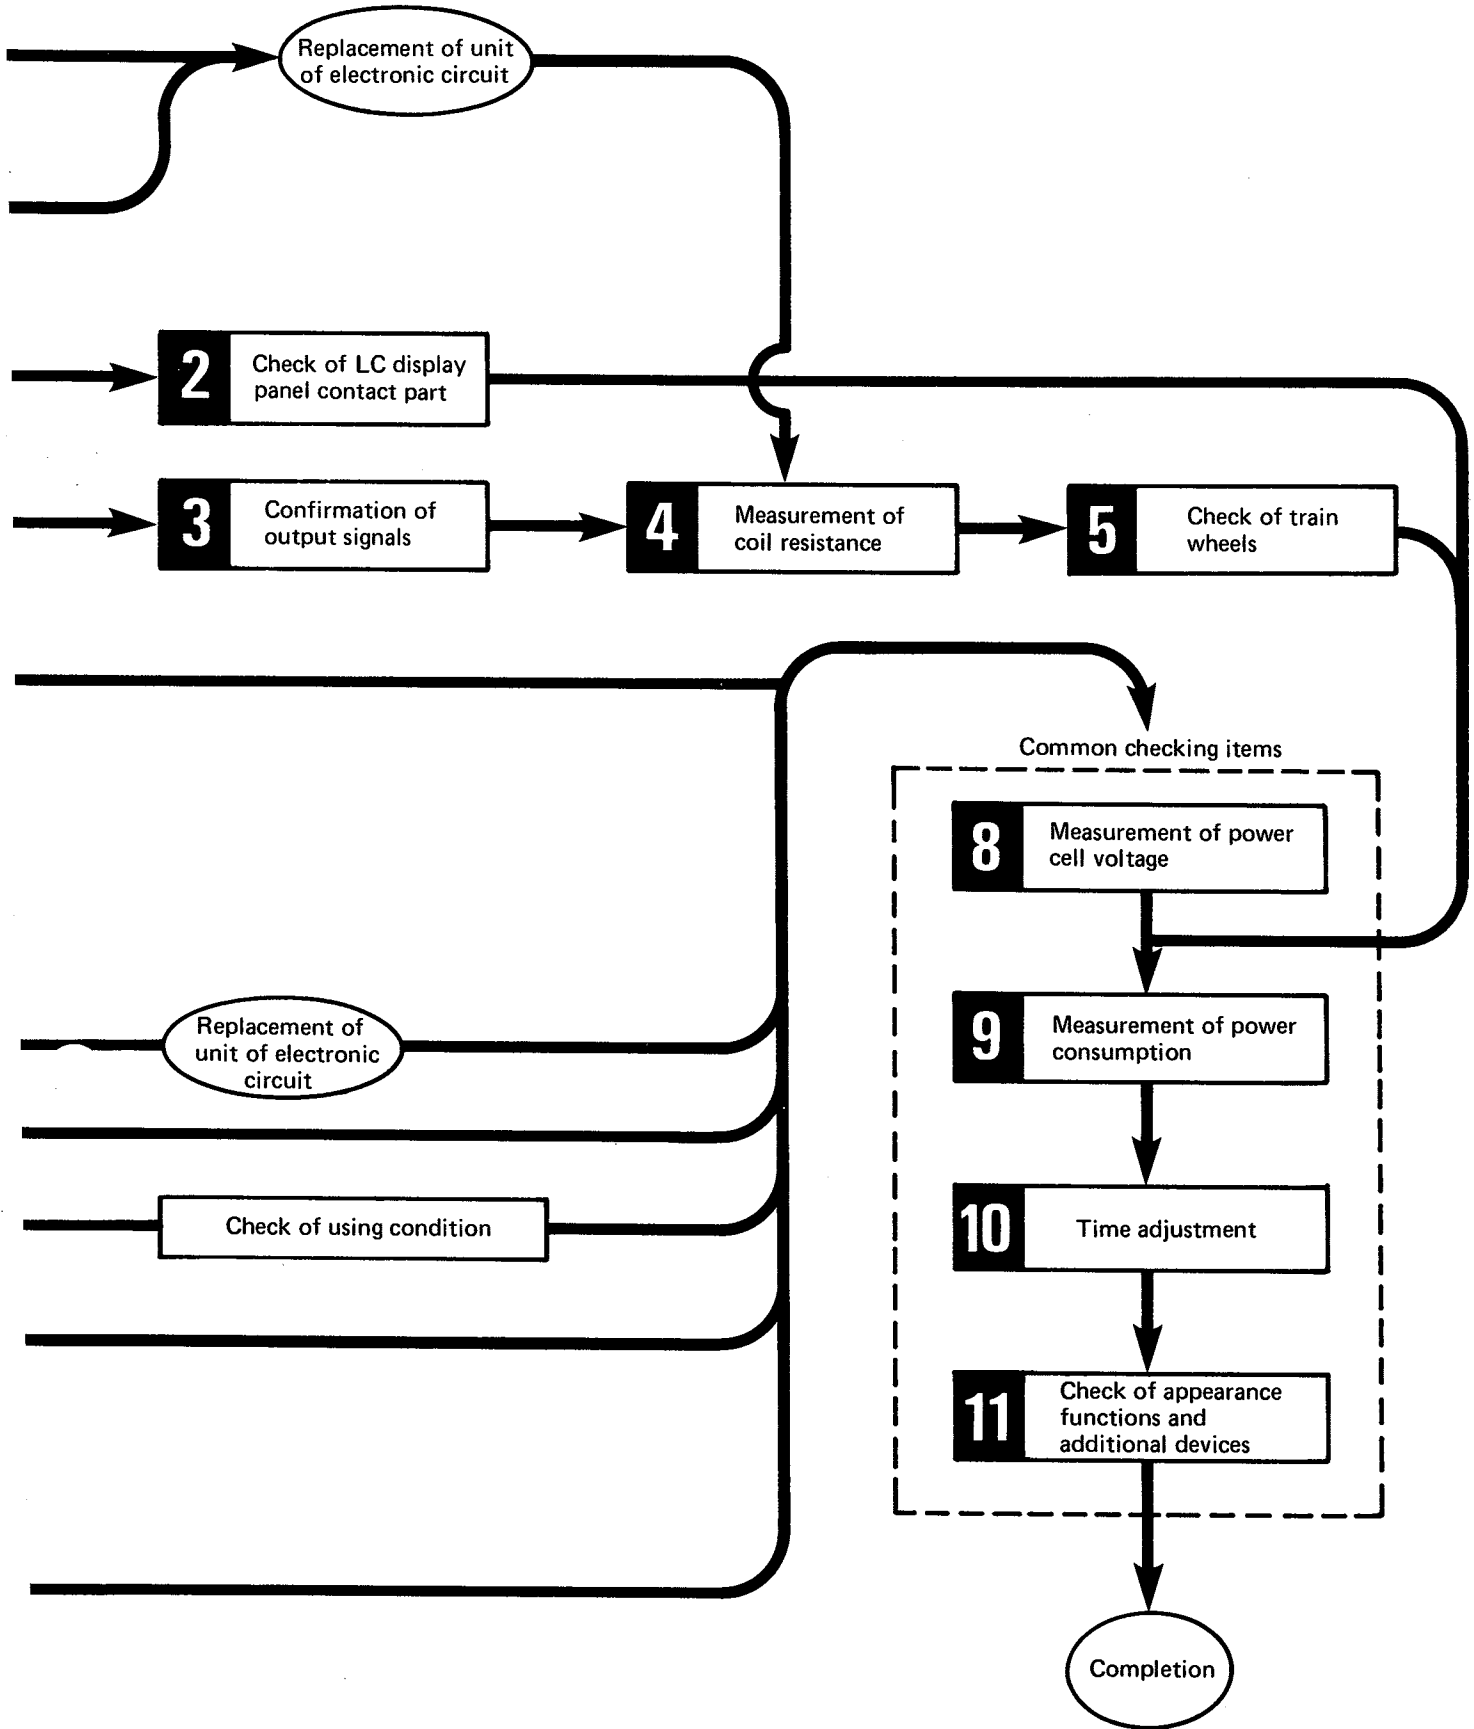 Replacement of unit
of electronic circuit
2
Check of LC display
panel contact part
3
Confirmation of
output signals
4
Measurement of
coil resistance
5
Check of train
wheels
Common checking items
8
Measurement of power
cell voltage
9
Measurement of power
consumption
Replacement of
unit of electronic
circuit
Check of using condition
10
Time adjustment
11
Check of appearance
functions and
additional devices
Completion